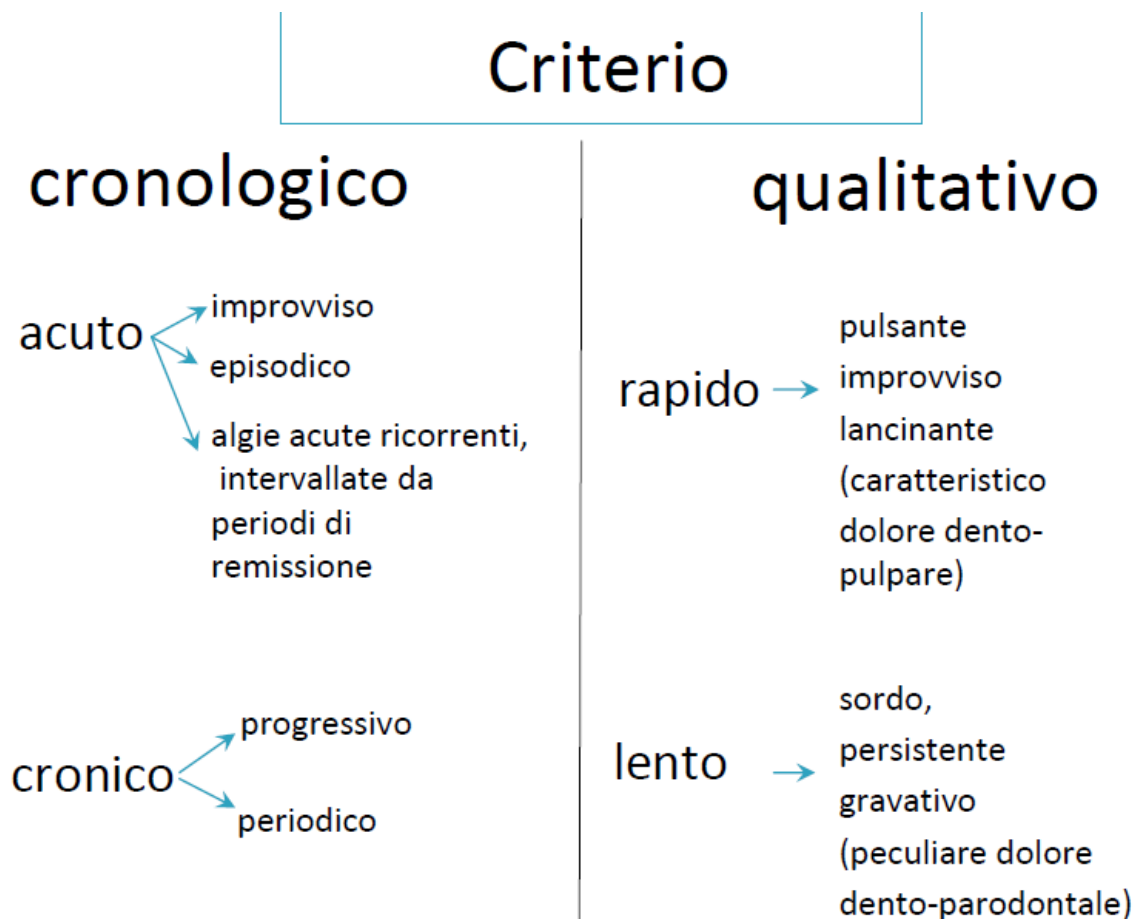 Criterio
cronologico
acuto
improvviso
episodico
algie acute ricorrenti,
intervallate da
periodi di
remissione
cronico
progressivo
periodico
qualitativo
rapido
pulsante
improvviso
lancinante
(caratteristico
dolore dento-
pulpare)
lento
sordo,
persistente
gravativo
(peculiare dolore
dento-parodontale)